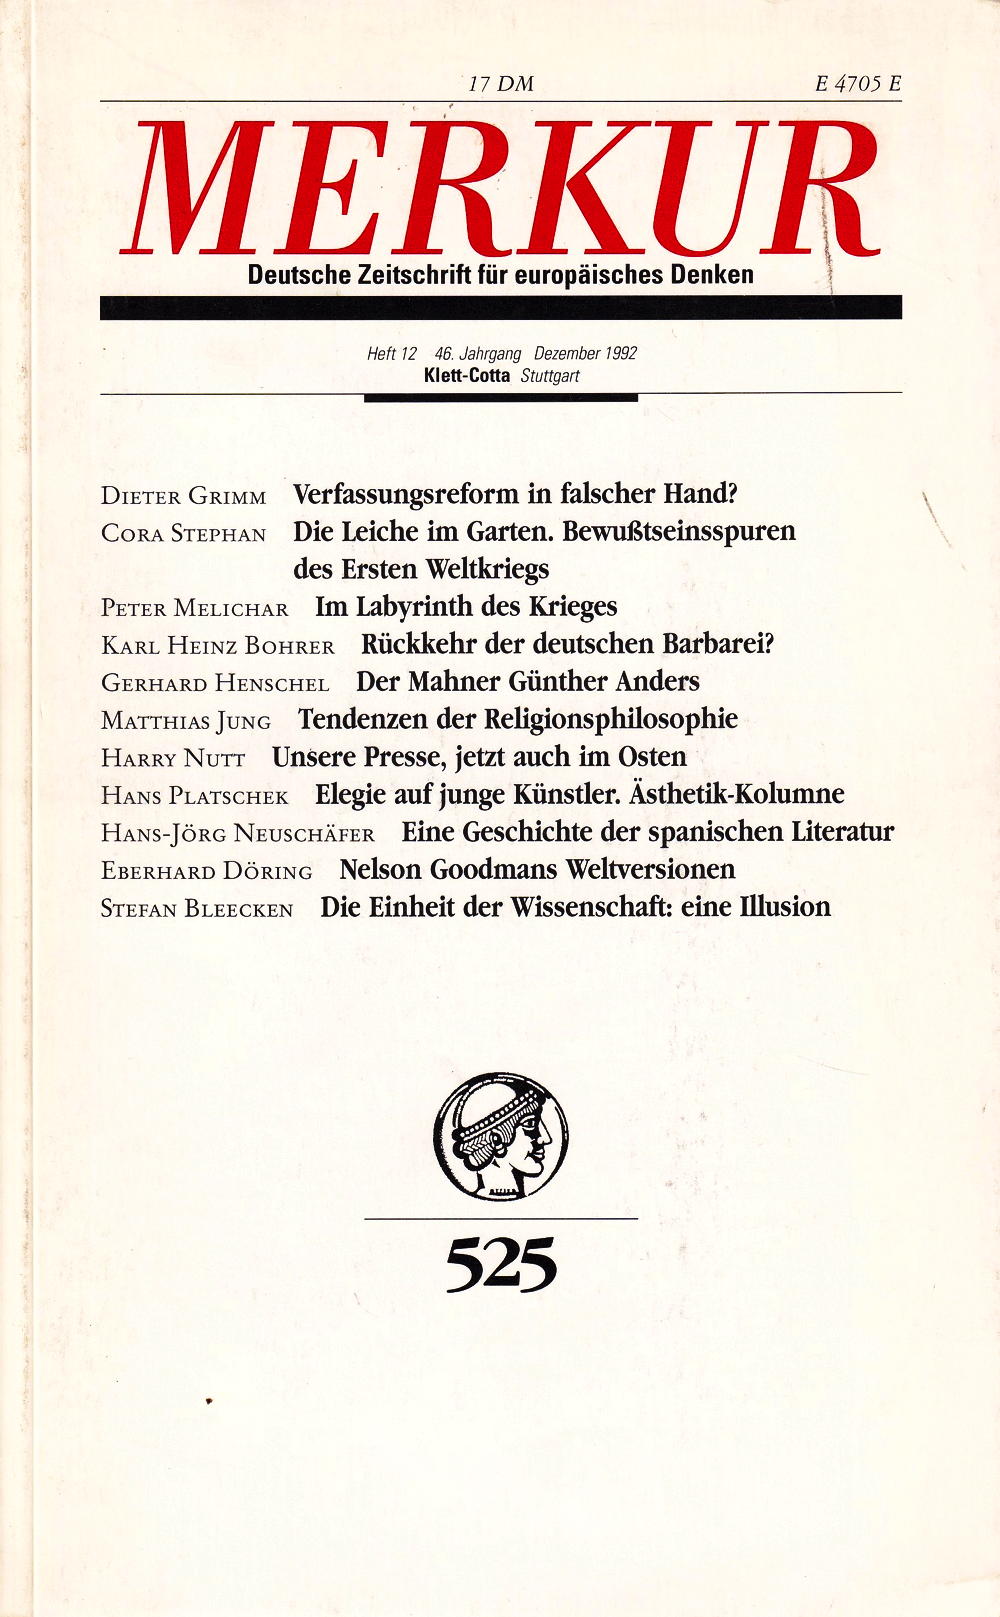 17 DM E 4705 E
MERKUR
Deutsche Zeitschrift für europäisches Denken
Heft 12 46. Jahrgang Dezember 1992
Klett-Cotta Stuttgart
DIETER GRIMM Verfassungsreform in falscher Hand?
CORA STEPHAN Die Leiche im Garten. Bewußtseinsspuren
des Ersten Weltkriegs
PETER MELICHAR Im Labyrinth des Krieges
KARL HEINZ BOHRER Rückkehr der deutschen Barbarei?
GERHARD HENSCHEL Der Mahner Günther Anders
MATTHIAS JUNG Tendenzen der Religionsphilosophie
HARRY NUTT Unsere Presse, jetzt auch im Osten
HANS PLATSCHEK Elegie auf junge Künstler. Ästhetik-Kolumne
HANS-JÖRG NEUSCHÄFER Eine Geschichte der spanischen Literatur
EBERHARD DÖRING Nelson Goodmans Weltversionen
STEFAN BLEECKEN Die Einheit der Wissenschaft: eine Illusion
525